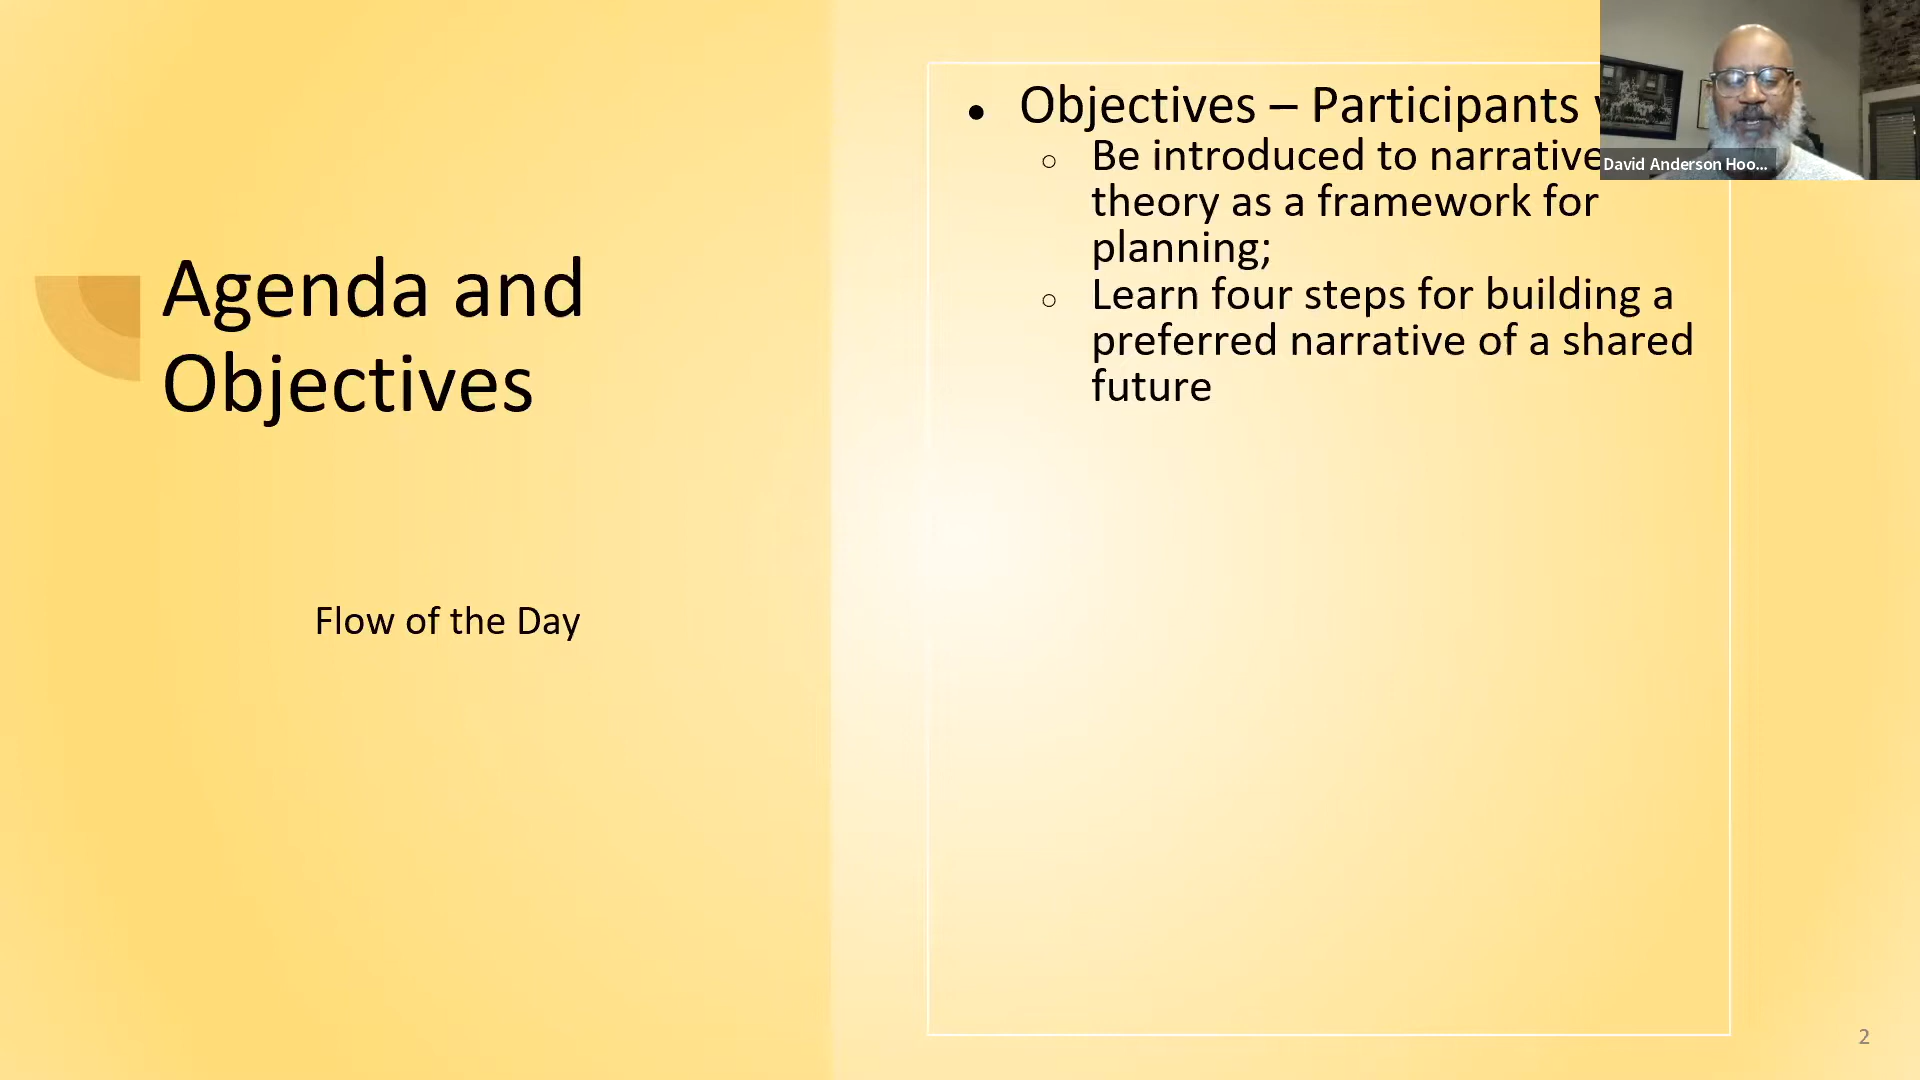 Agenda and
Objectives
Flow of the Day
• Objectives – Participants
○ Be introduced to narrative
theory as a framework for
planning;
○ Learn four steps for building a
preferred narrative of a shared
future
David Anderson Hoo...
2